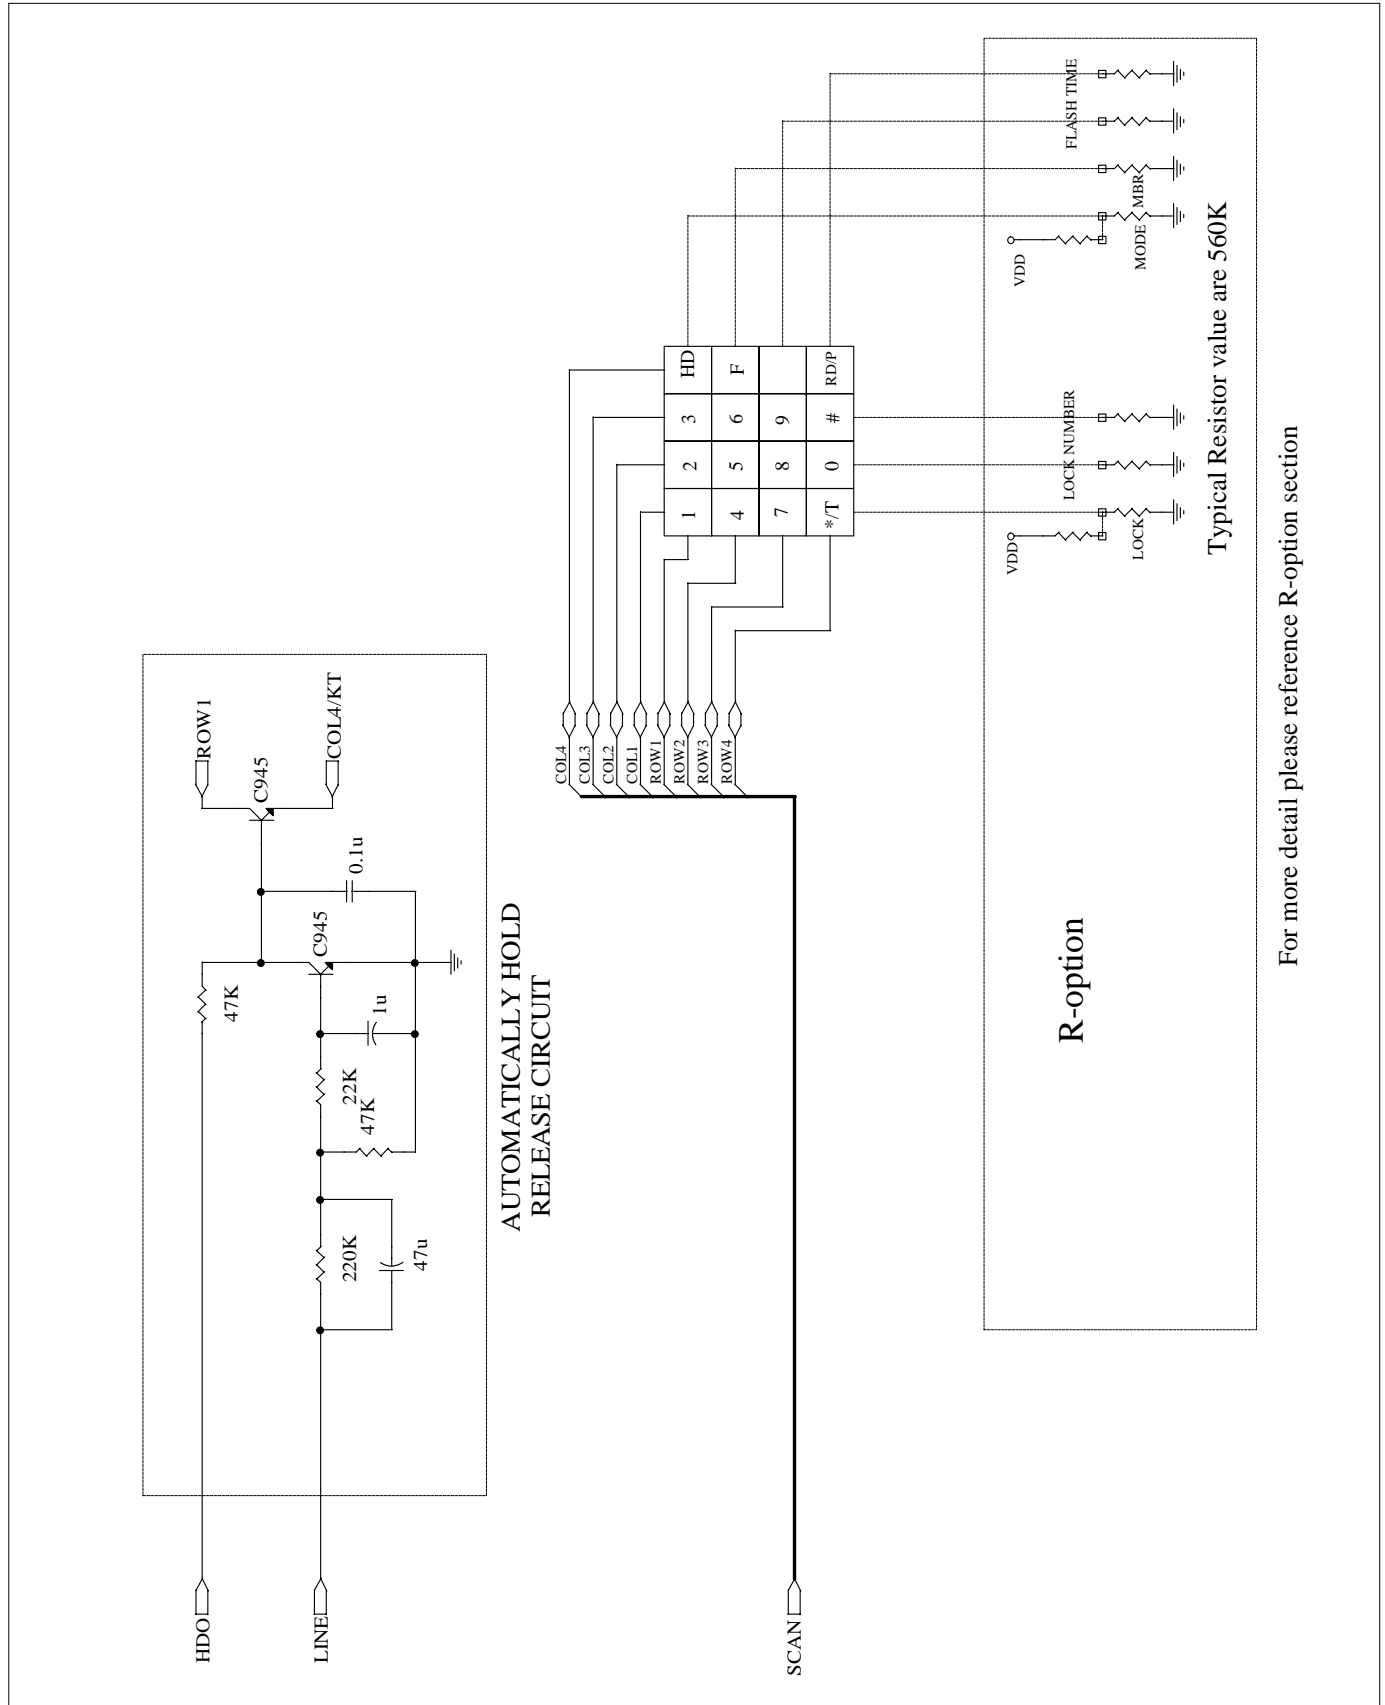 HDO
LINE
47K
ROW1
C945
COL4/KT
0.1u
C945
1u
22K
47K
220K
47u
AUTOMATICALLY HOLD
RELEASE CIRCUIT
SCAN
COL4
COL3
COL2
COL1
ROW1
ROW2
ROW3
ROW4
1 2 3 HD
4 5 6 F
7 8 9
*/T 0 # RD/P
R-option
VDD
LOCK
LOCK NUMBER
VDD
MODE
MBR
FLASH TIME
Typical Resistor value are 560K
For more detail please reference R-option section